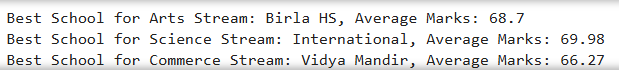 Best School for Arts Stream: Birla HS, Average Marks: 68.7
Best School for Science Stream: International, Average Marks: 69.98
Best School for Commerce Stream: Vidya Mandir, Average Marks: 66.27